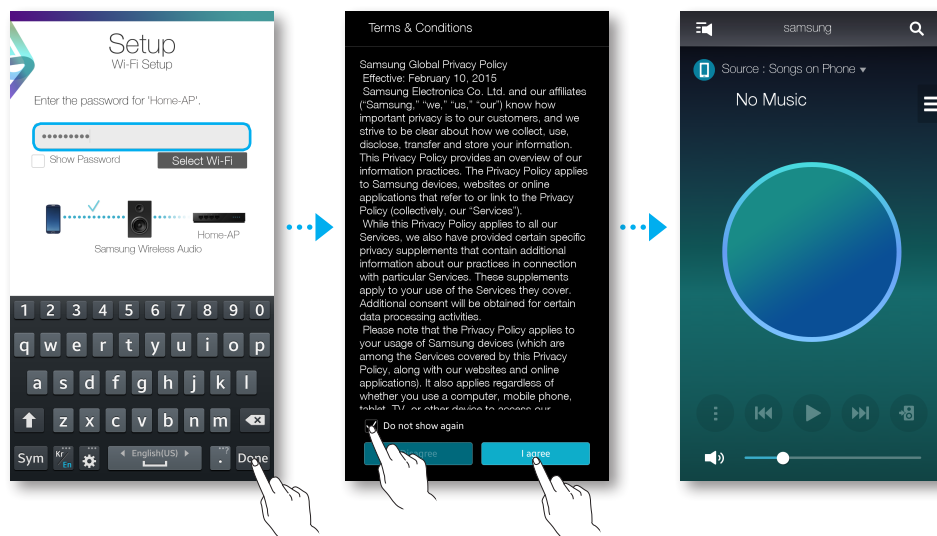 Setup
Wi-Fi Setup
Enter the password for 'Home-AP'.
•••••••••
Show Password
Select Wi-Fi
Home-AP
Samsung Wireless Audio
1 2 3 4 5 6 7 8 9 0
q w e r t y u i o p
a s d f g h j k l
z x c v b n m
Sym Kr/En English(US) . Done
Terms & Conditions
Samsung Global Privacy Policy
Effective: February 10, 2015
Samsung Electronics Co. Ltd. and our affiliates
(“Samsung,” “we,” “us,” “our”) know how
important privacy is to our customers, and we
strive to be clear about how we collect, use,
disclose, transfer and store your information.
This Privacy Policy provides an overview of our
information practices. The Privacy Policy applies
to Samsung devices, websites or online
applications that refer to or link to the Privacy
Policy (collectively, our “Services”).
While this Privacy Policy applies to all our
Services, we also have provided certain specific
privacy supplements that contain additional
information about our practices in connection
with particular Services. These supplements
apply to your use of the Services they cover.
Additional consent will be obtained for certain
data processing activities.
Please note that the Privacy Policy applies to
your usage of Samsung devices (which are
among the Services covered by this Privacy
Policy, along with our websites and online
applications). It also applies regardless of
whether you use a computer, mobile phone,
tablet, TV, or other device to access our
Do not show again
I agree
samsung
Source : Songs on Phone
No Music